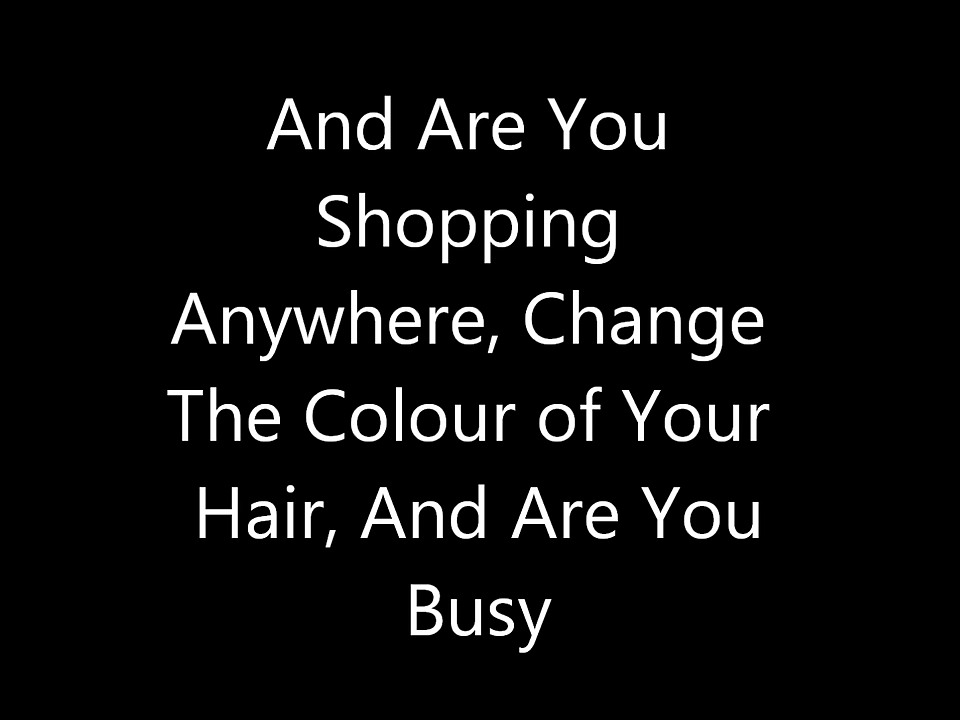 And Are You
Shopping
Anywhere, Change
The Colour of Your
Hair, And Are You
Busy